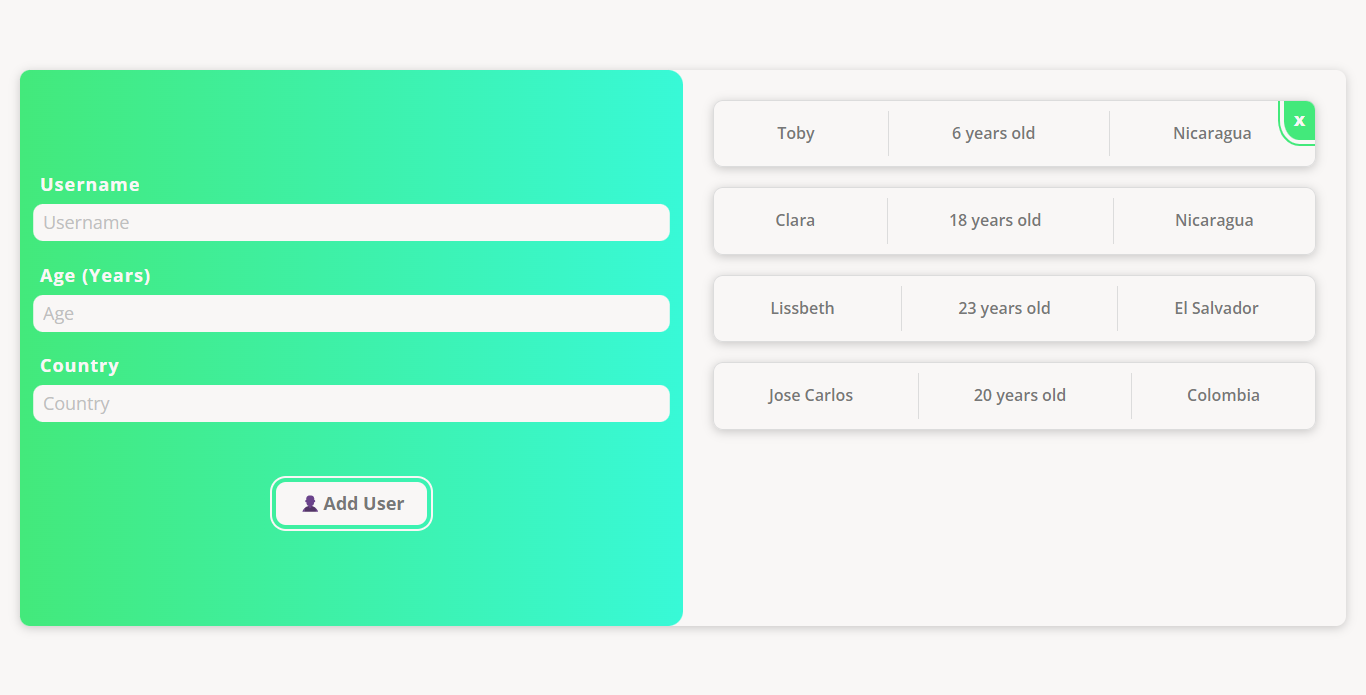 Username
Username
Age (Years)
Age
Country
Country
Add User
Toby 6 years old Nicaragua x
Clara 18 years old Nicaragua
Lissbeth 23 years old El Salvador
Jose Carlos 20 years old Colombia